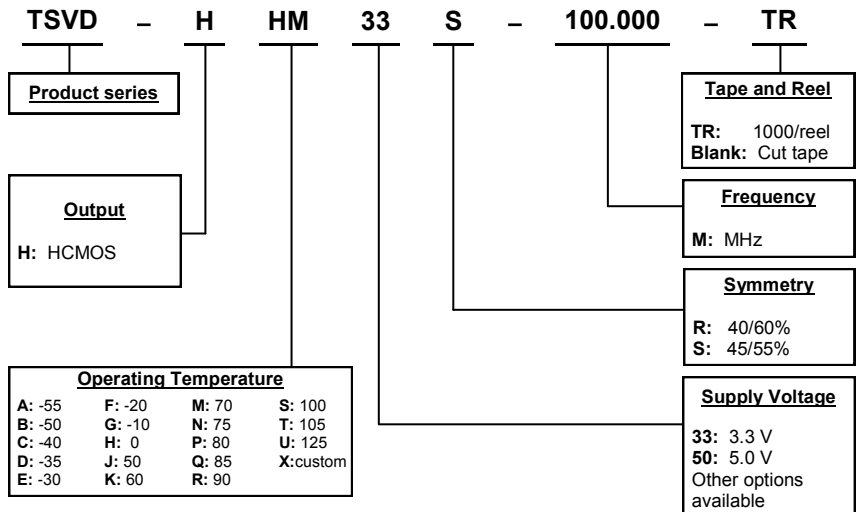 TSVD – H HM 33 S – 100.000 – TR
Product series
Tape and Reel
TR: 1000/reel
Blank: Cut tape
Output
H: HCMOS
Frequency
M: MHz
Symmetry
R: 40/60%
S: 45/55%
Operating Temperature
A: -55 F: -20 M: 70 S: 100
B: -50 G: -10 N: 75 T: 105
C: -40 H: 0 P: 80 U: 125
D: -35 J: 50 Q: 85 X:custom
E: -30 K: 60 R: 90
Supply Voltage
33: 3.3 V
50: 5.0 V
Other options
available